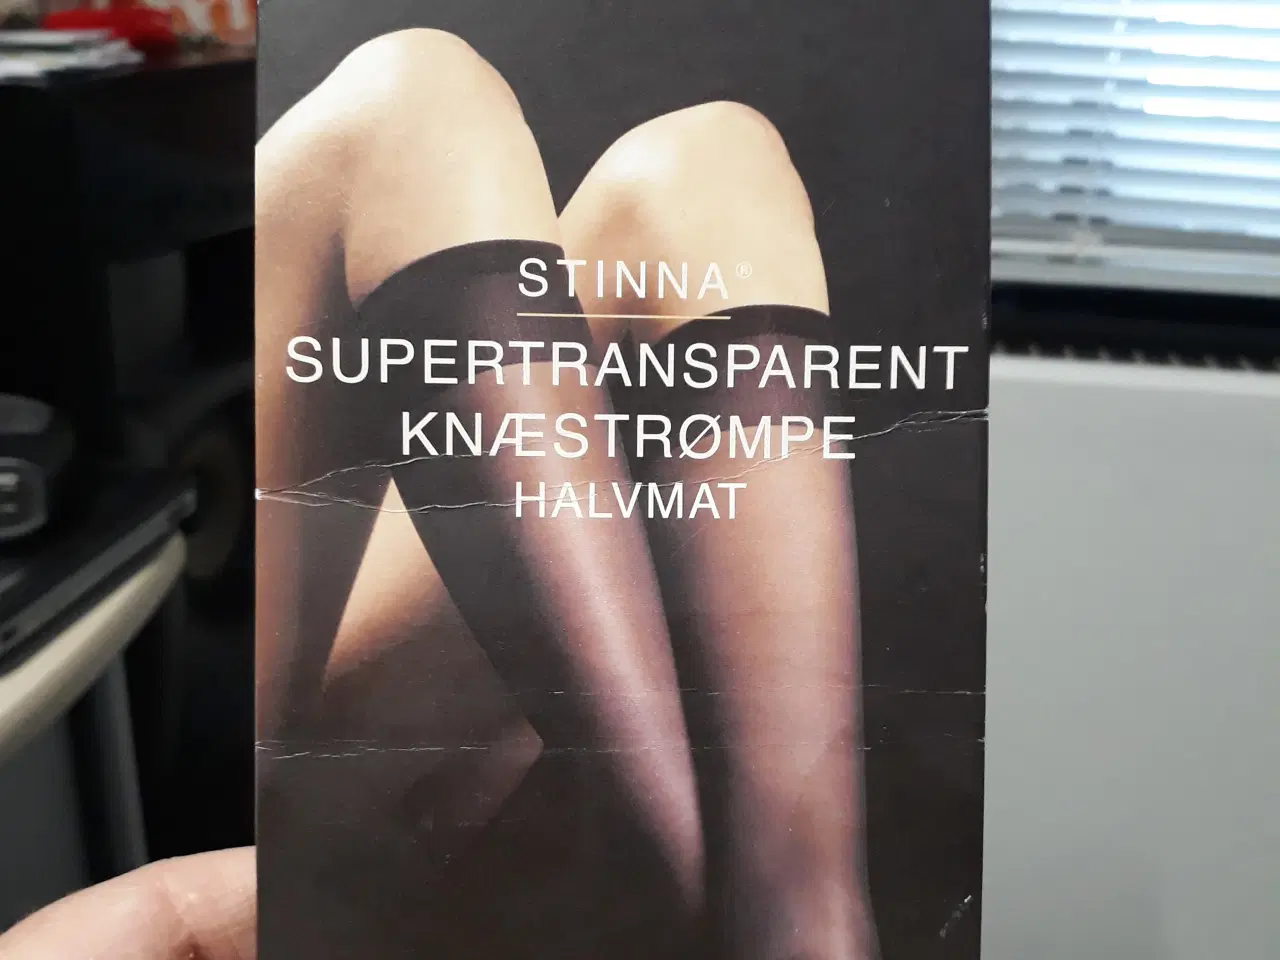 STINNA®
SUPERTRANSPARENT
KNÆSTRØMPE
HALVMAT